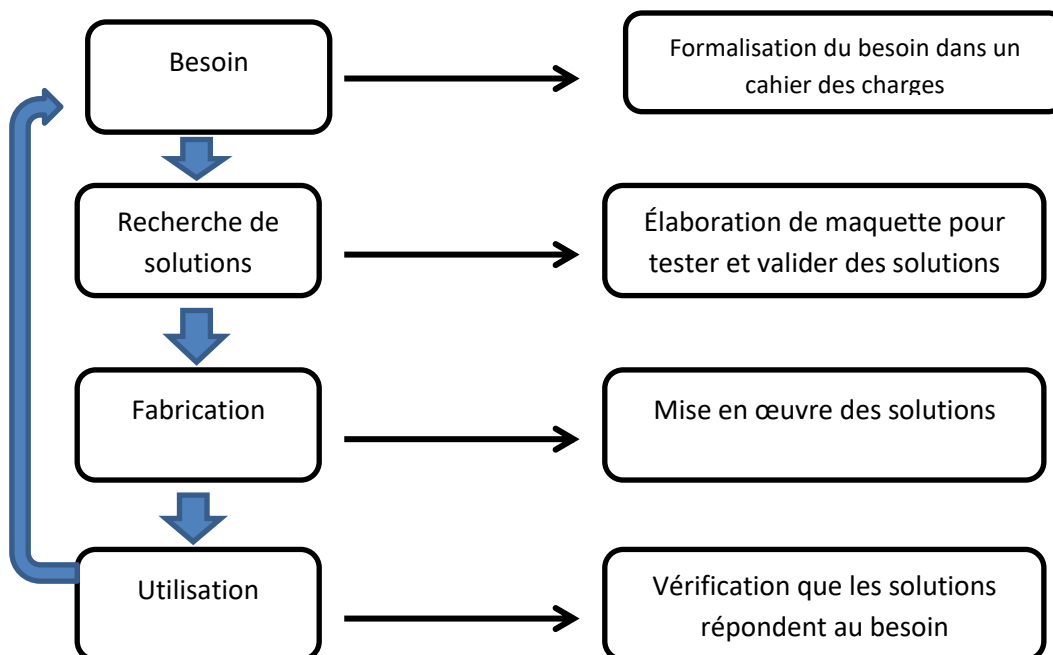 Besoin
Formalisation du besoin dans un
cahier des charges
Recherche de
solutions
Élaboration de maquette pour
tester et valider des solutions
Fabrication
Mise en œuvre des solutions
Utilisation
Vérification que les solutions
répondent au besoin